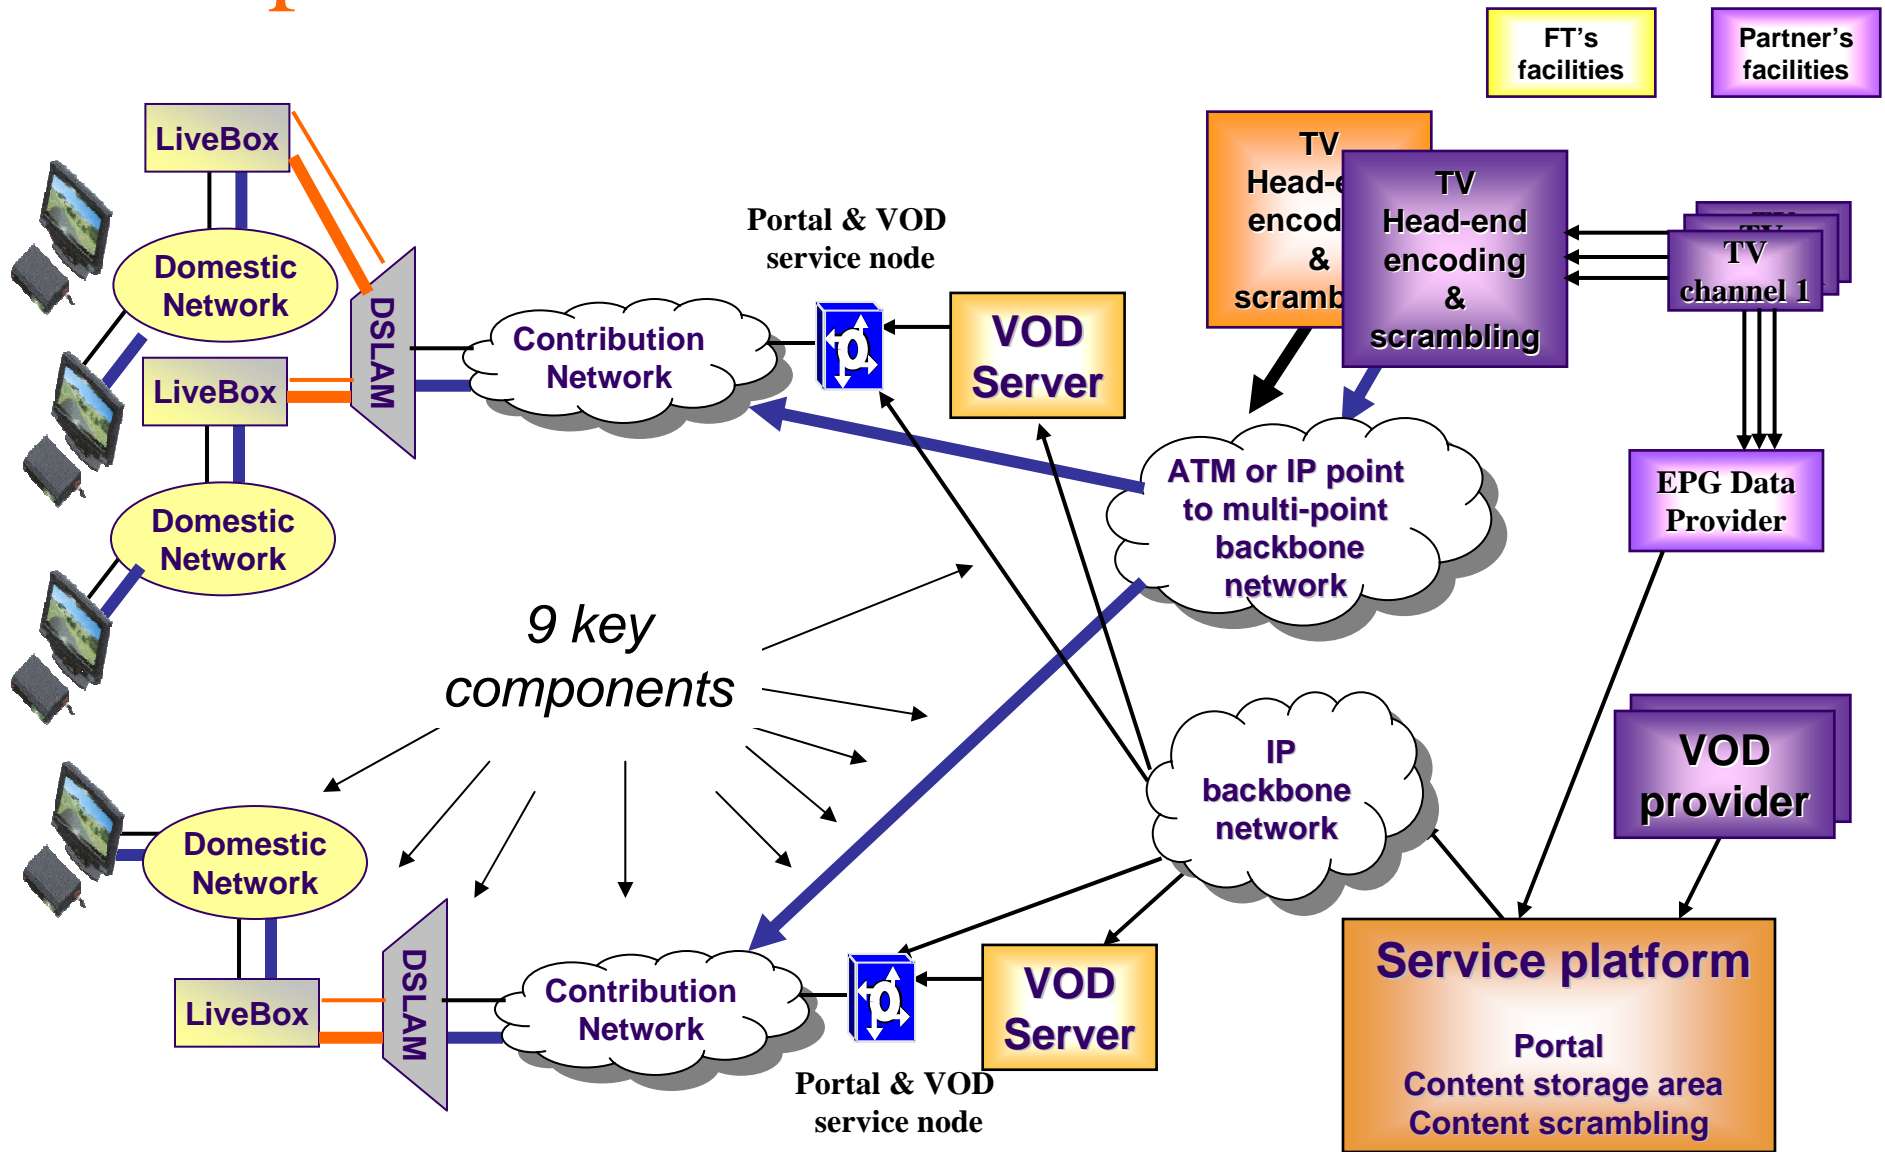 FT's
facilities
Partner's
facilities
LiveBox
Domestic
Network
DSLAM
LiveBox
Domestic
Network
Contribution
Network
Portal & VOD
service node
VOD
Server
TV
encod
&
scramb
TV
Head-end
encoding
&
scrambling
TV
TV
TV
channel 1
ATM or IP point
to multi-point
backbone
network
EPG Data
Provider
9 key
components
IP
backbone
network
VOD
provider
Domestic
Network
LiveBox
DSLAM
Contribution
Network
VOD
Server
Portal & VOD
service node
Service platform
Portal
Content storage area
Content scrambling